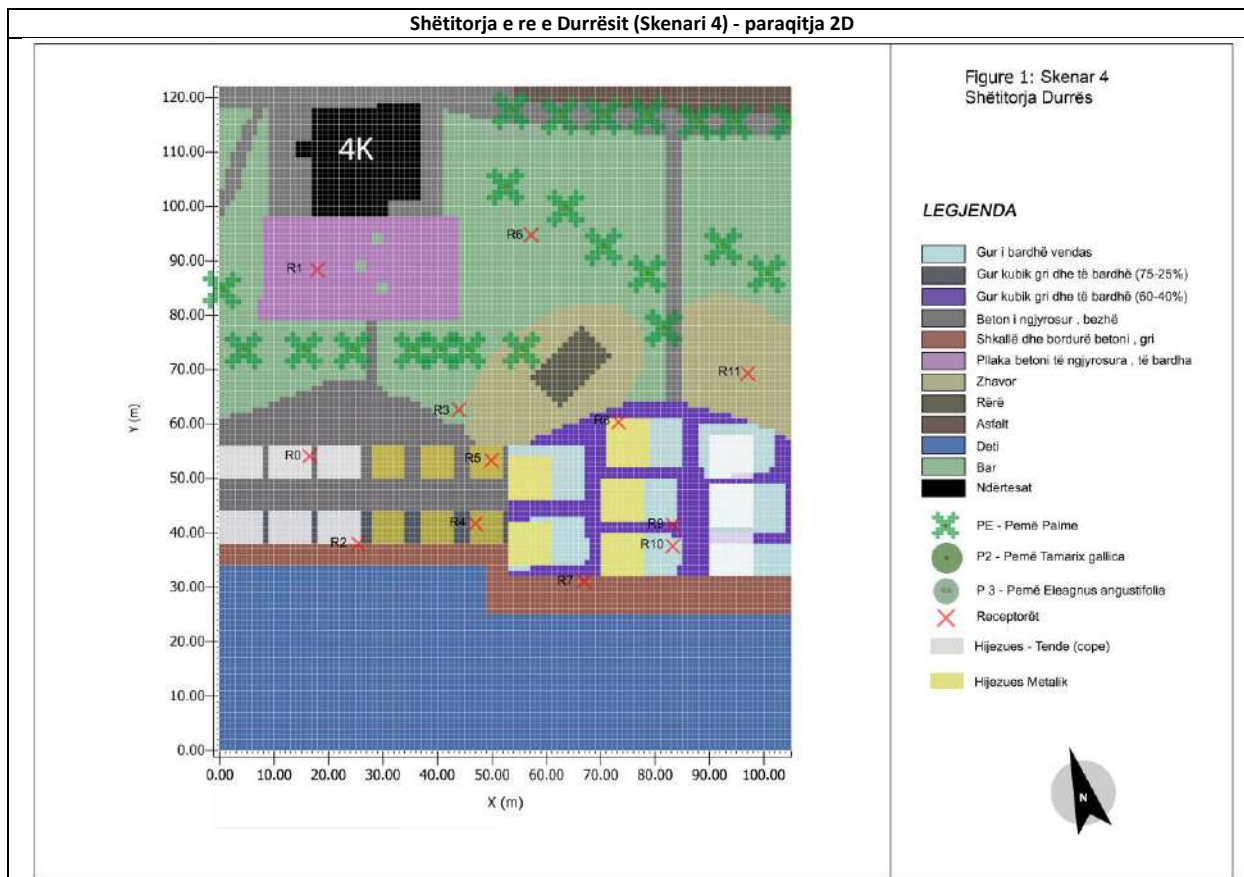 Shëtitorja e re e Durrësit (Skenari 4) - paraqitja 2D
Figure 1: Skenar 4
Shëtitorja Durrës
120.00
110.00
100.00
90.00
80.00
70.00
60.00
50.00
40.00
30.00
20.00
10.00
0.00
Y (m)
4K
R6
R1
R11
R3
R8
R0
R5
R4
R9
R2
R10
R7
0.00 10.00 20.00 30.00 40.00 50.00 60.00 70.00 80.00 90.00 100.00
X (m)
LEGJENDA
Gur i bardhë vendas
Gur kubik gri dhe të bardhë (75-25%)
Gur kubik gri dhe të bardhë (60-40%)
Beton i ngjyrosur , bezhë
Shkallë dhe bordurë betoni , gri
Pllaka betoni të ngjyrosura , të bardha
Zhavor
Rërë
Asfalt
Deti
Bar
Ndërtesat
PE - Pemë Palme
P2 - Pemë Tamarix gallica
P 3 - Pemë Eleagnus angustifolia
Receptorët
Hijezues - Tende (cope)
Hijezues Metalik
N